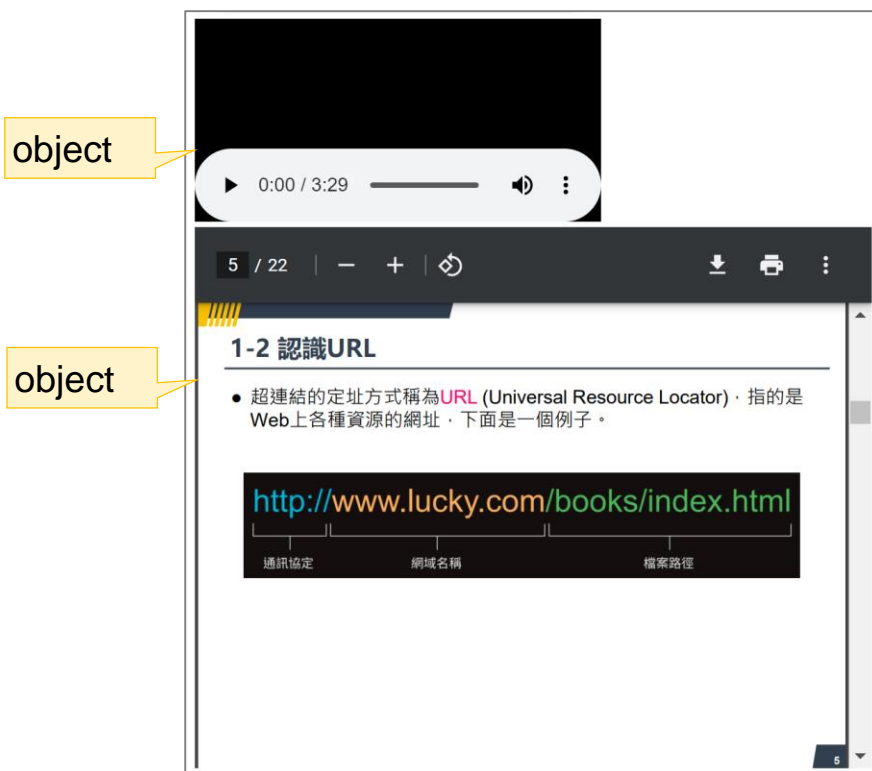 object
0:00 / 3:29
5 / 22
1-2 認識URL
object
● 超連結的定址方式稱為URL (Universal Resource Locator)，指的是
Web上各種資源的網址，下面是一個例子。
http://www.lucky.com/books/index.html
通訊協定 網域名稱 檔案路徑
5